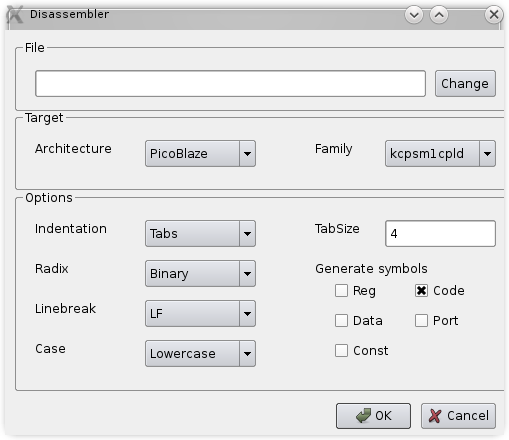 Disassembler
File
Change
Target
Architecture PicoBlaze Family kcpsm1cpld
Options
Indentation Tabs TabSize 4
Radix Binary Generate symbols
Reg Code
Linebreak LF
Data Port
Case Lowercase
Const
OK Cancel